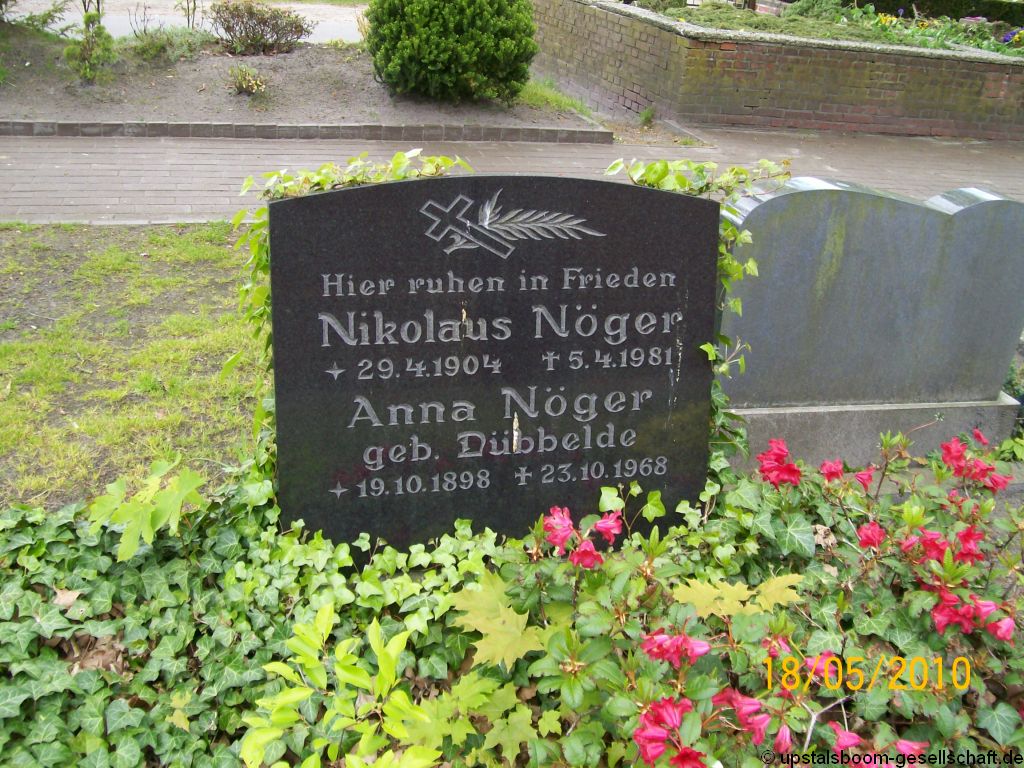 Hier ruhen in Frieden
Nikolaus Nöger
✦ 29.4.1904 ✝ 5.4.1981
Anna Nöger
geb. Dübbelde
✦ 19.10.1898 ✝ 23.10.1968
18/05/2010
© upstalsboom-gesellschaft.de